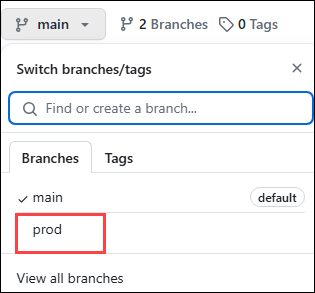 main 2 Branches 0 Tags
Switch branches/tags
Find or create a branch...
Branches Tags
main default
prod
View all branches